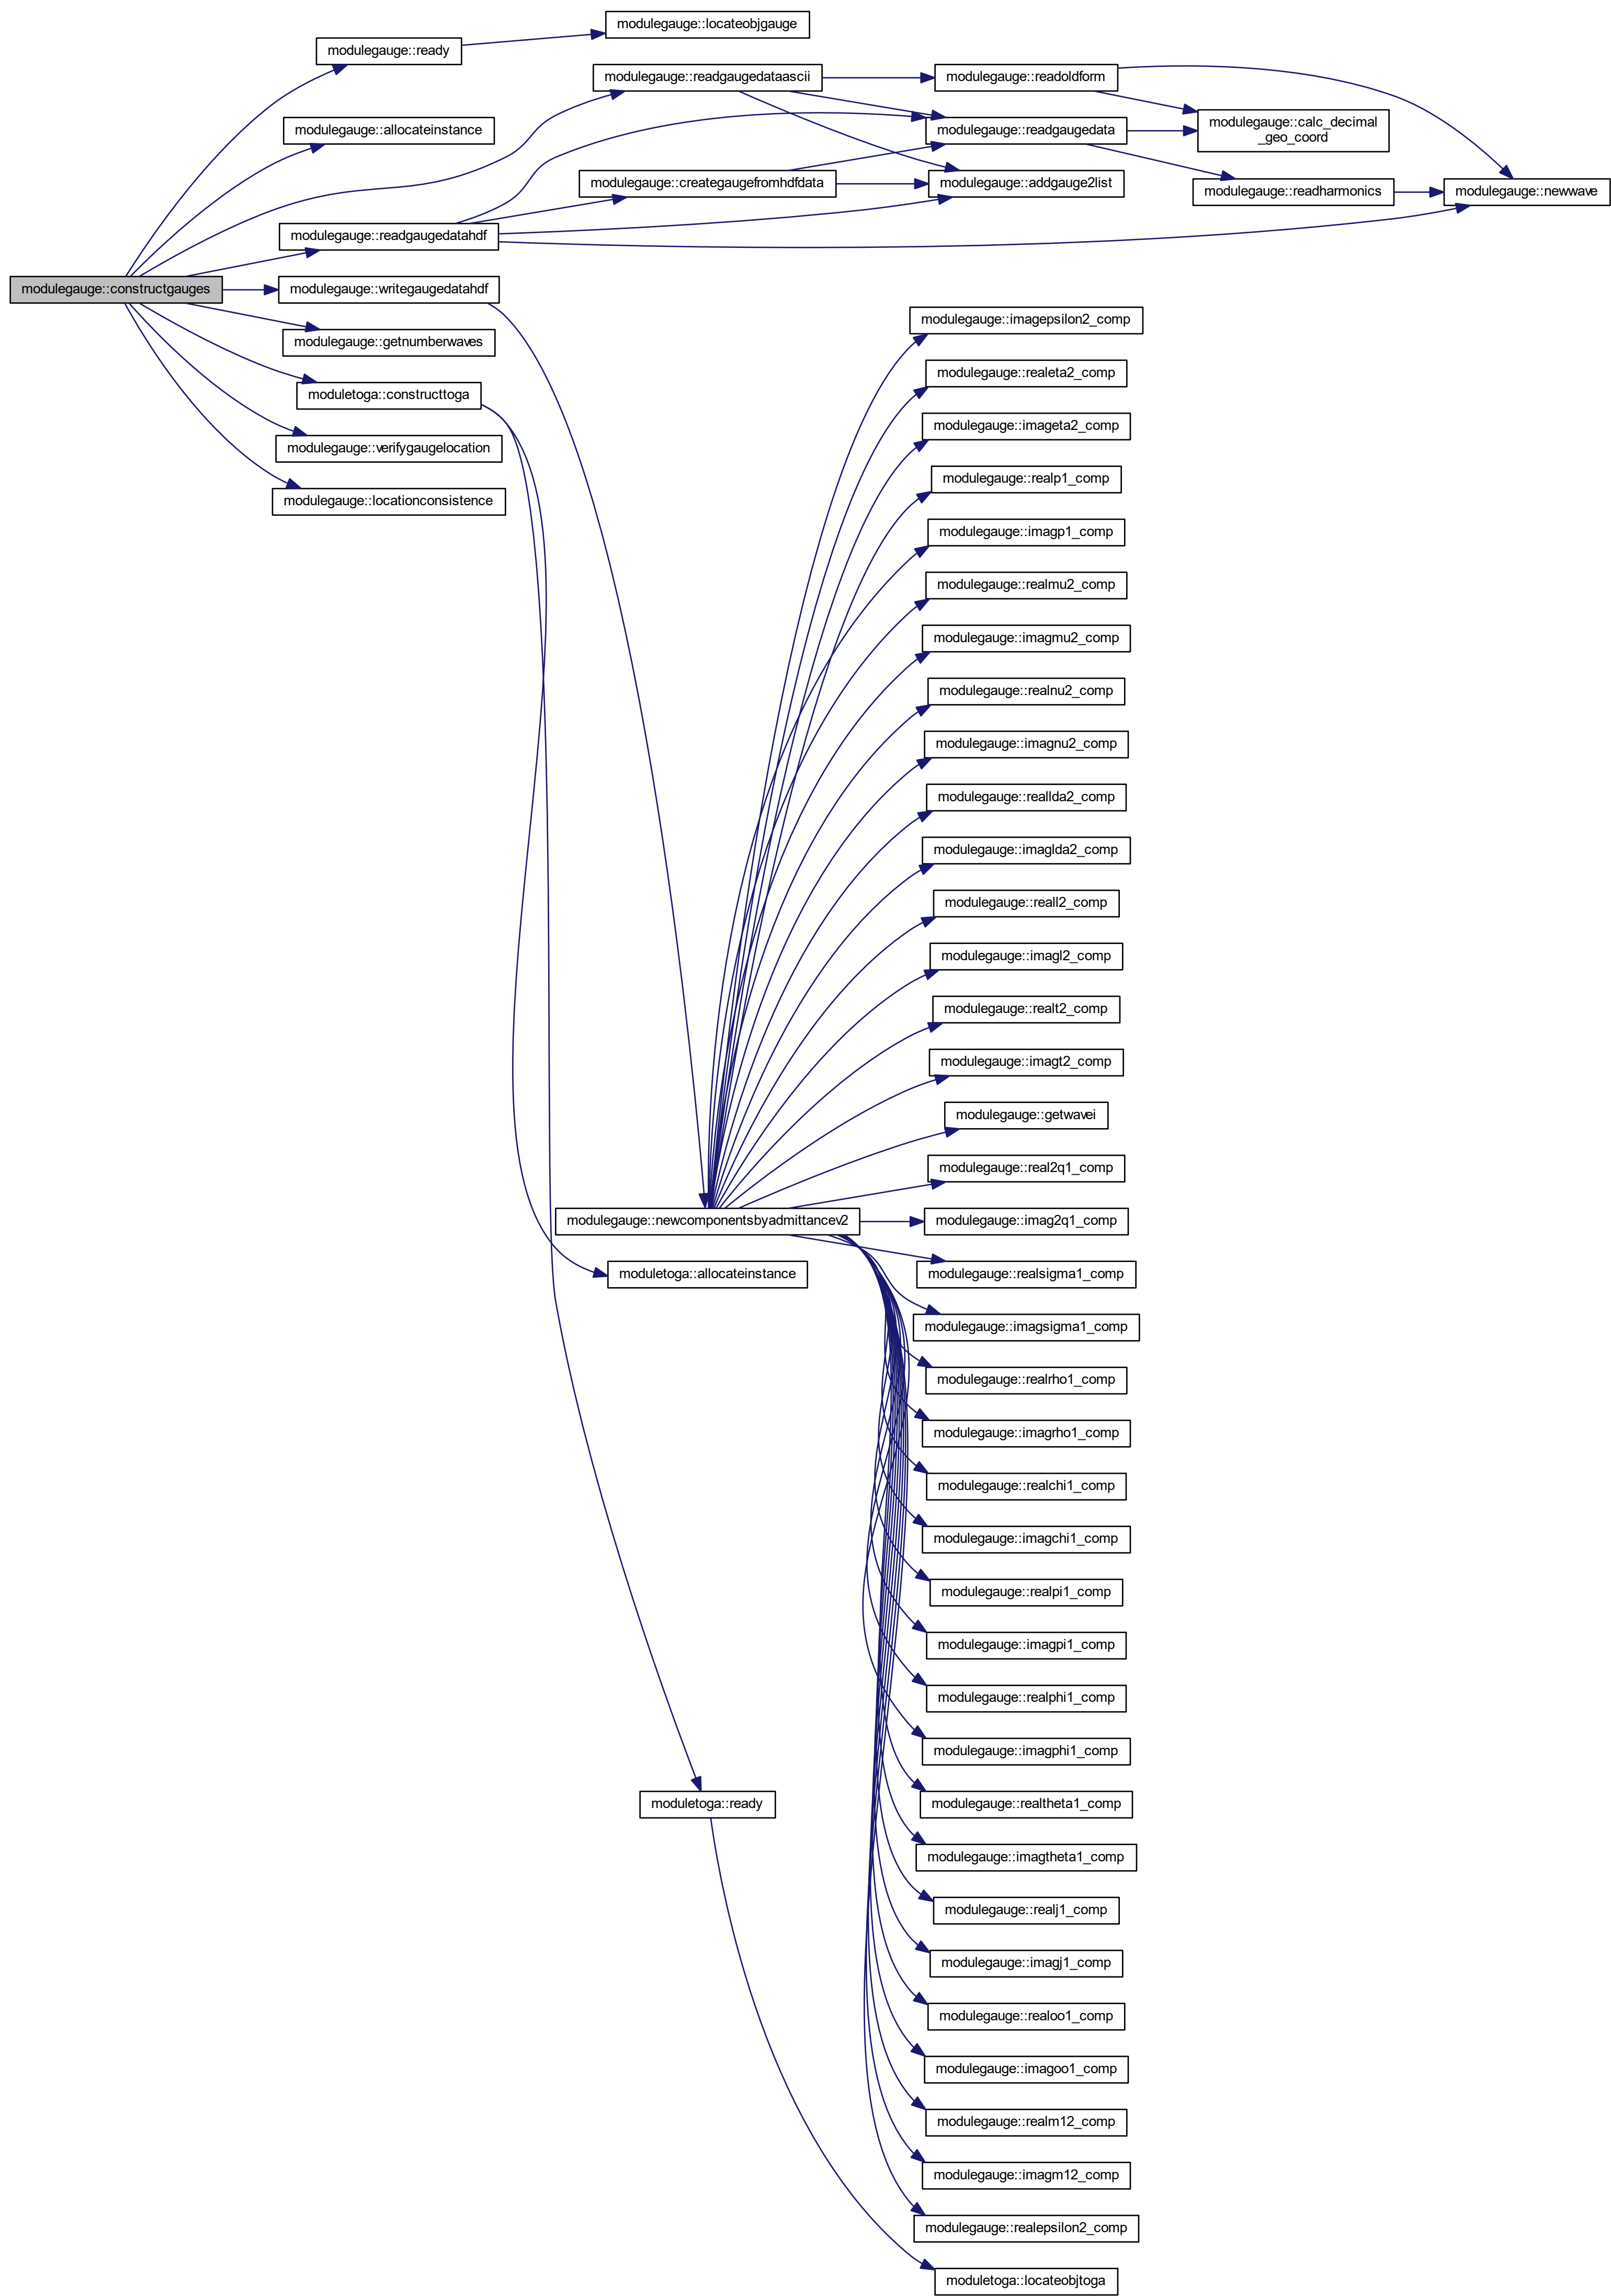 modulegauge::locateobjgauge
modulegauge::ready
modulegauge::readgaugedataascii
modulegauge::readoldform
modulegauge::allocateinstance
modulegauge::readgaugedata
modulegauge::calc_decimal
_geo_coord
modulegauge::creategaugefromhdfdata
modulegauge::addgauge2list
modulegauge::readharmonics
modulegauge::newwave
modulegauge::readgaugedatahdf
modulegauge::constructgauges
modulegauge::writegaugedatahdf
modulegauge::imagepsilon2_comp
modulegauge::getnumberwaves
modulegauge::realeta2_comp
moduletoga::constructtoga
modulegauge::imageta2_comp
modulegauge::verifygaugelocation
modulegauge::realp1_comp
modulegauge::locationconsistence
modulegauge::imagp1_comp
modulegauge::realmu2_comp
modulegauge::imagmu2_comp
modulegauge::realnu2_comp
modulegauge::imagnu2_comp
modulegauge::reallda2_comp
modulegauge::imaglda2_comp
modulegauge::reall2_comp
modulegauge::imagl2_comp
modulegauge::realt2_comp
modulegauge::imagt2_comp
modulegauge::getwavei
modulegauge::real2q1_comp
modulegauge::newcomponentsbyadmittancev2
modulegauge::imag2q1_comp
moduletoga::allocateinstance
modulegauge::realsigma1_comp
modulegauge::imagsigma1_comp
modulegauge::realrho1_comp
modulegauge::imagrho1_comp
modulegauge::realchi1_comp
modulegauge::imagchi1_comp
modulegauge::realpi1_comp
modulegauge::imagpi1_comp
modulegauge::realphi1_comp
modulegauge::imagphi1_comp
moduletoga::ready
modulegauge::realtheta1_comp
modulegauge::imagtheta1_comp
modulegauge::realj1_comp
modulegauge::imagj1_comp
modulegauge::realoo1_comp
modulegauge::imagoo1_comp
modulegauge::realm12_comp
modulegauge::imagm12_comp
modulegauge::realepsilon2_comp
moduletoga::locateobjtoga